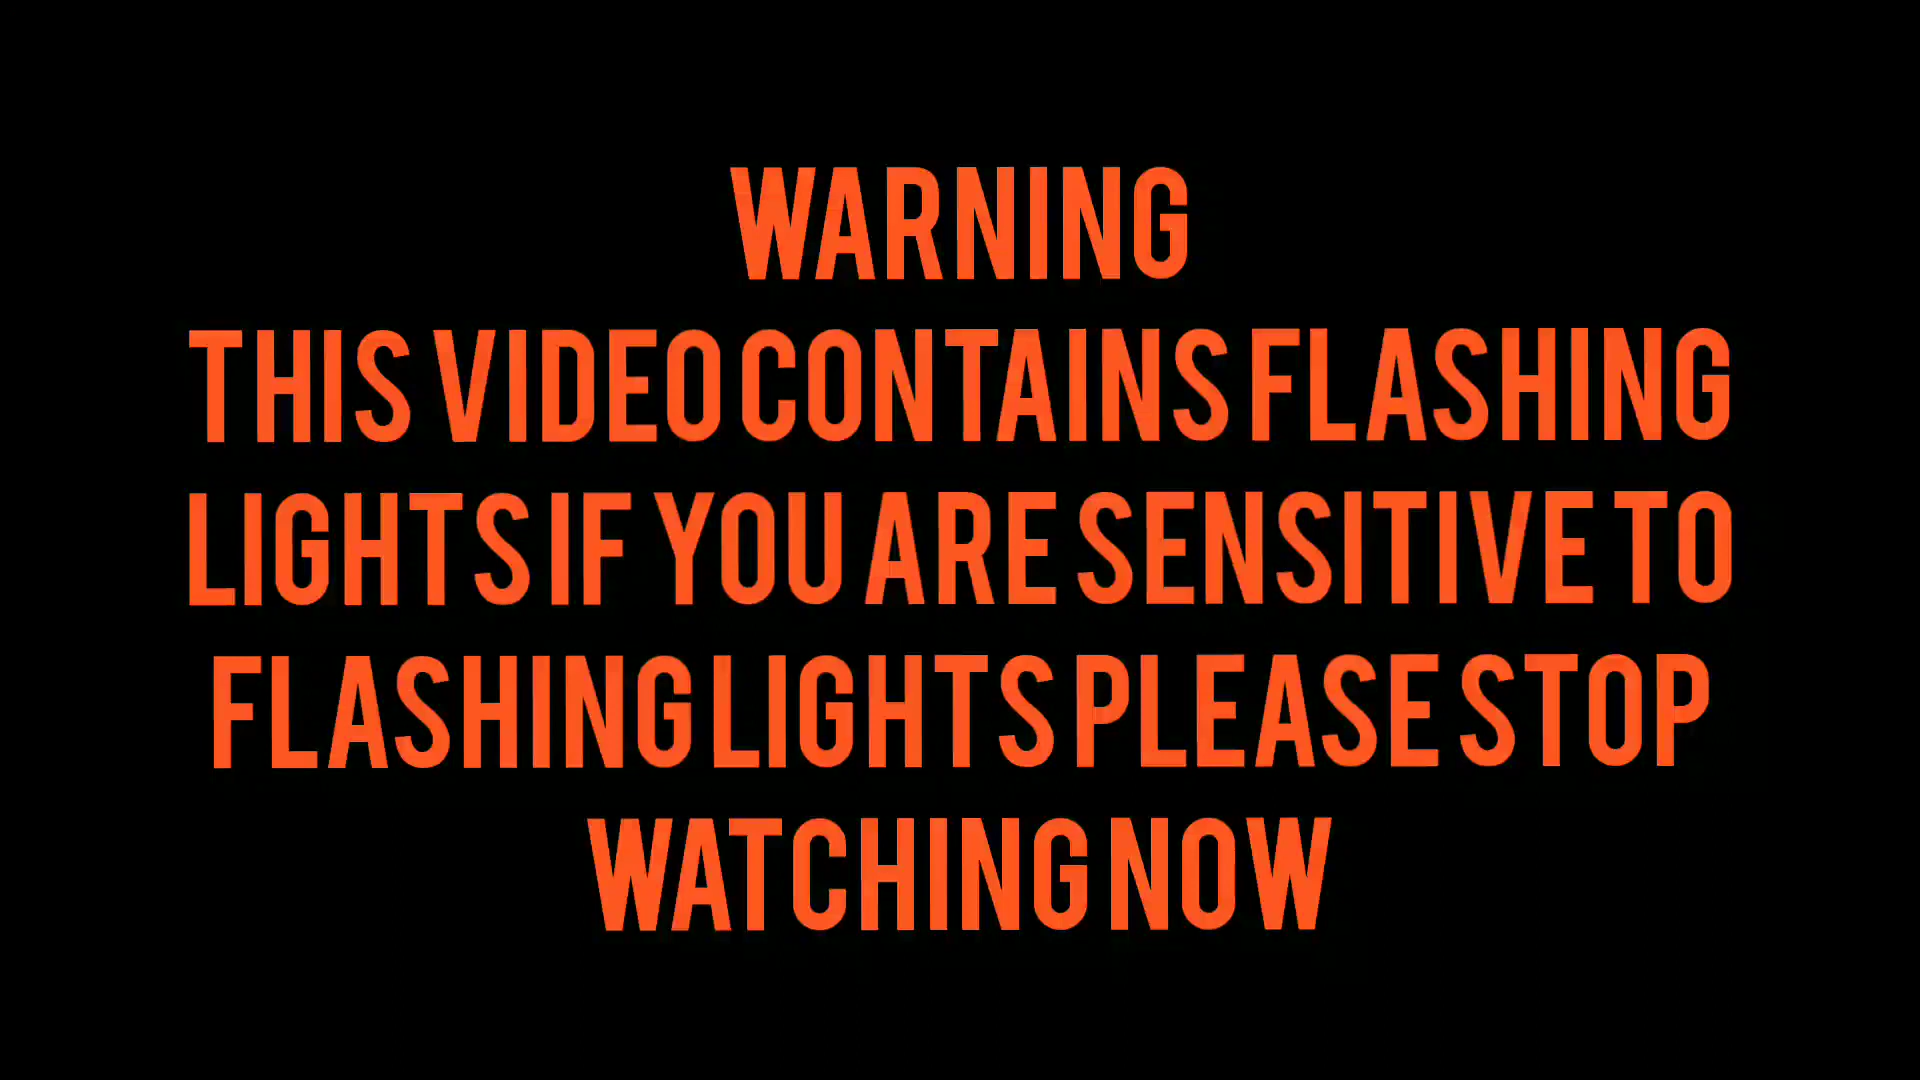 WARNING
THIS VIDEO CONTAINS FLASHING
LIGHTS IF YOU ARE SENSITIVE TO
FLASHING LIGHTS PLEASE STOP
WATCHING NOW